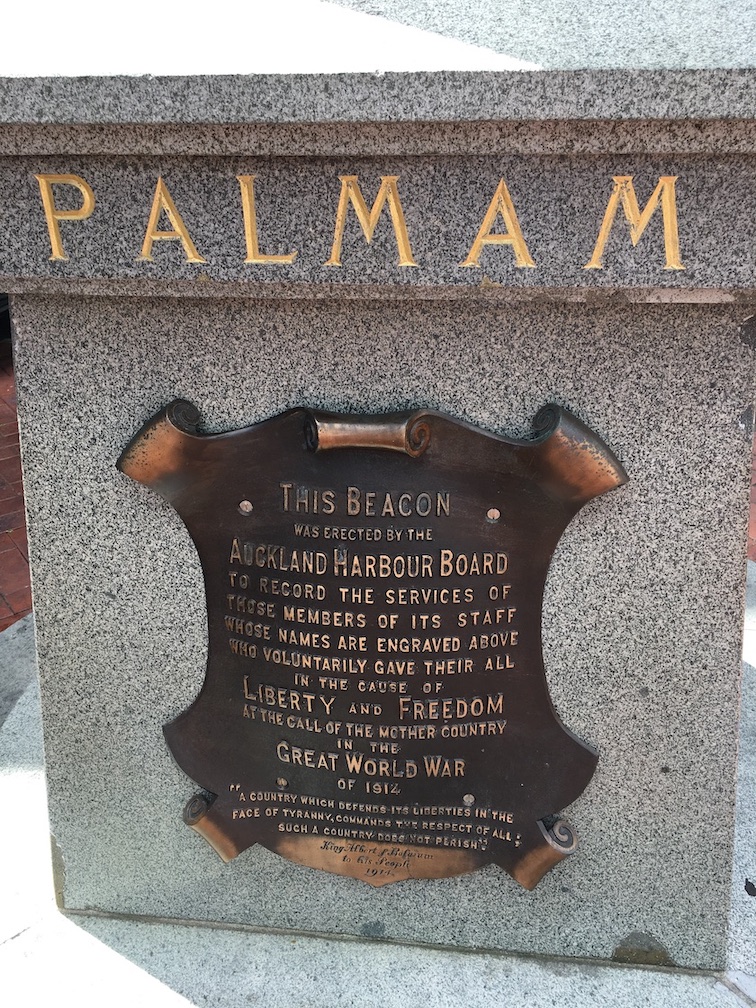 PALMAM
THIS BEACON
WAS ERECTED BY THE
AUCKLAND HARBOUR BOARD
TO RECORD THE SERVICES OF
THOSE MEMBERS OF ITS STAFF
WHOSE NAMES ARE ENGRAVED ABOVE
WHO VOLUNTARILY GAVE THEIR ALL
IN THE CAUSE OF
LIBERTY AND FREEDOM
AT THE CALL OF THE MOTHER COUNTRY
IN THE
GREAT WORLD WAR
OF 1914
"A COUNTRY WHICH DEFENDS ITS LIBERTIES IN THE
FACE OF TYRANNY, COMMANDS THE RESPECT OF ALL;
SUCH A COUNTRY DOES NOT PERISH"
King Albert of Belgium
to his People
1914